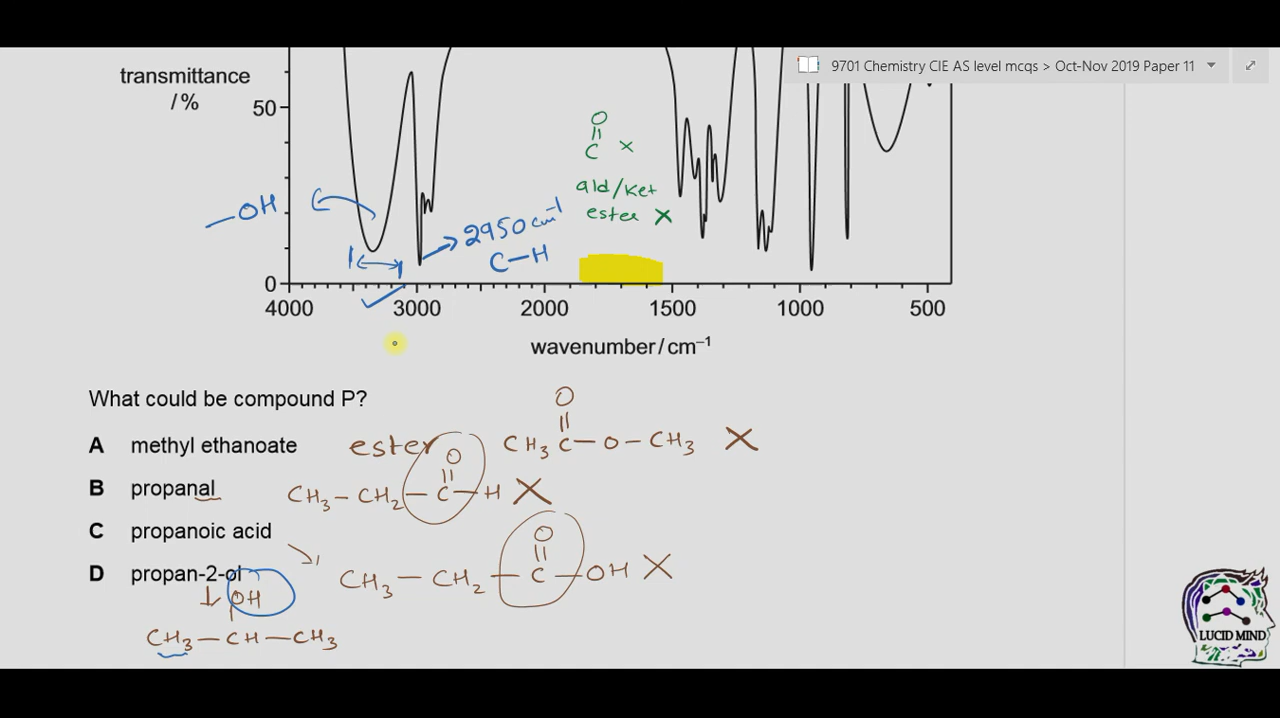 9701 Chemistry CIE AS level mcqs > Oct-Nov 2019 Paper 11
transmittance
/ %
50
0
4000 3000 2000 1500 1000 500
wavenumber / cm⁻¹
–OH
2950 cm⁻¹
C–H
O
||
C ×
ald/ket
ester ×
What could be compound P?
A methyl ethanoate ester
O
||
CH₃ C – O – CH₃ ×
B propanal
O
||
CH₃ – CH₂ – C – H ×
C propanoic acid
O
||
CH₃ – CH₂ – C – OH ×
D propan-2-ol
OH
CH₃ – CH – CH₃
LUCID MIND